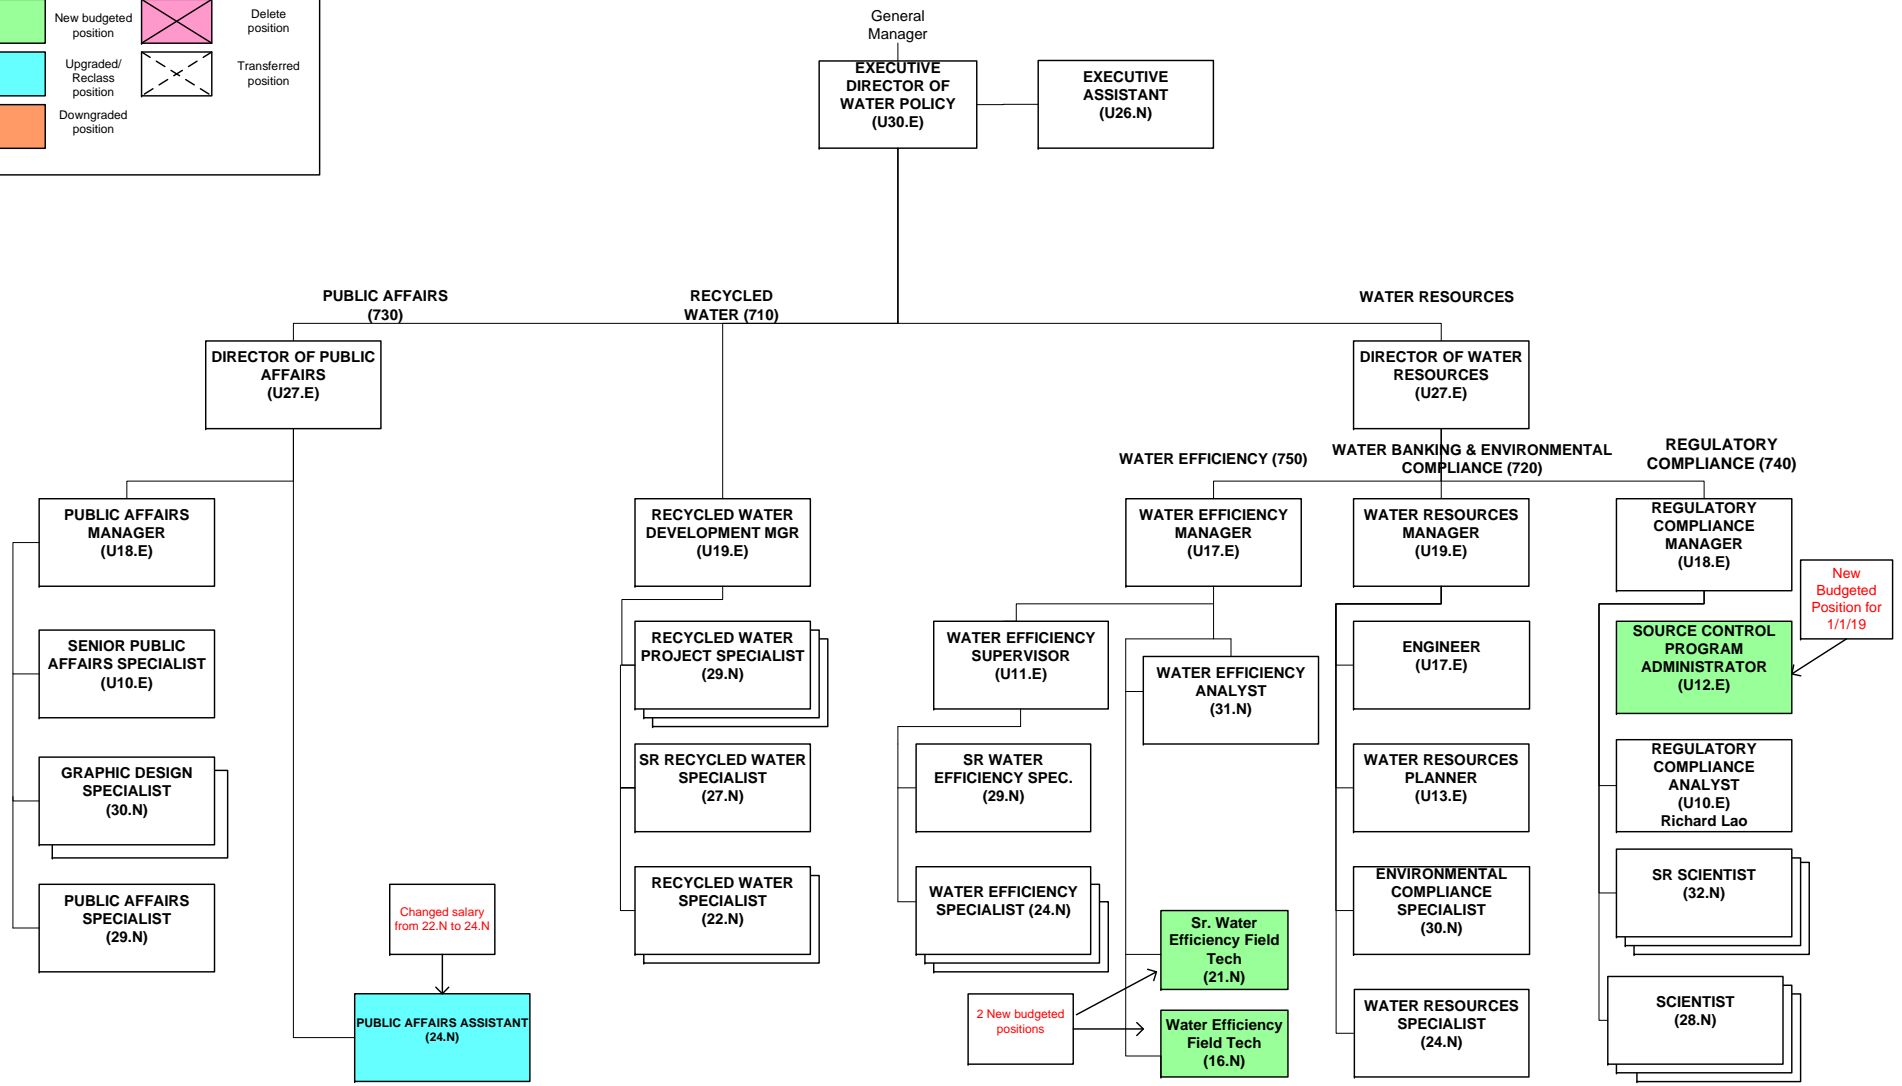 New budgeted
position
Delete
position
Upgraded/
Reclass
position
Transferred
position
Downgraded
position
General
Manager
EXECUTIVE
DIRECTOR OF
WATER POLICY
(U30.E)
EXECUTIVE
ASSISTANT
(U26.N)
PUBLIC AFFAIRS
(730)
RECYCLED
WATER (710)
WATER RESOURCES
DIRECTOR OF PUBLIC
AFFAIRS
(U27.E)
DIRECTOR OF WATER
RESOURCES
(U27.E)
WATER EFFICIENCY (750)
WATER BANKING & ENVIRONMENTAL
COMPLIANCE (720)
REGULATORY
COMPLIANCE (740)
PUBLIC AFFAIRS
MANAGER
(U18.E)
SENIOR PUBLIC
AFFAIRS SPECIALIST
(U10.E)
GRAPHIC DESIGN
SPECIALIST
(30.N)
PUBLIC AFFAIRS
SPECIALIST
(29.N)
Changed salary
from 22.N to 24.N
PUBLIC AFFAIRS ASSISTANT
(24.N)
RECYCLED WATER
DEVELOPMENT MGR
(U19.E)
RECYCLED WATER
PROJECT SPECIALIST
(29.N)
SR RECYCLED WATER
SPECIALIST
(27.N)
RECYCLED WATER
SPECIALIST
(22.N)
WATER EFFICIENCY
MANAGER
(U17.E)
WATER EFFICIENCY
SUPERVISOR
(U11.E)
WATER EFFICIENCY
ANALYST
(31.N)
SR WATER
EFFICIENCY SPEC.
(29.N)
WATER EFFICIENCY
SPECIALIST (24.N)
Sr. Water
Efficiency Field
Tech
(21.N)
2 New budgeted
positions
Water Efficiency
Field Tech
(16.N)
WATER RESOURCES
MANAGER
(U19.E)
ENGINEER
(U17.E)
WATER RESOURCES
PLANNER
(U13.E)
ENVIRONMENTAL
COMPLIANCE
SPECIALIST
(30.N)
WATER RESOURCES
SPECIALIST
(24.N)
REGULATORY
COMPLIANCE
MANAGER
(U18.E)
New
Budgeted
Position for
1/1/19
SOURCE CONTROL
PROGRAM
ADMINISTRATOR
(U12.E)
REGULATORY
COMPLIANCE
ANALYST
(U10.E)
Richard Lao
SR SCIENTIST
(32.N)
SCIENTIST
(28.N)